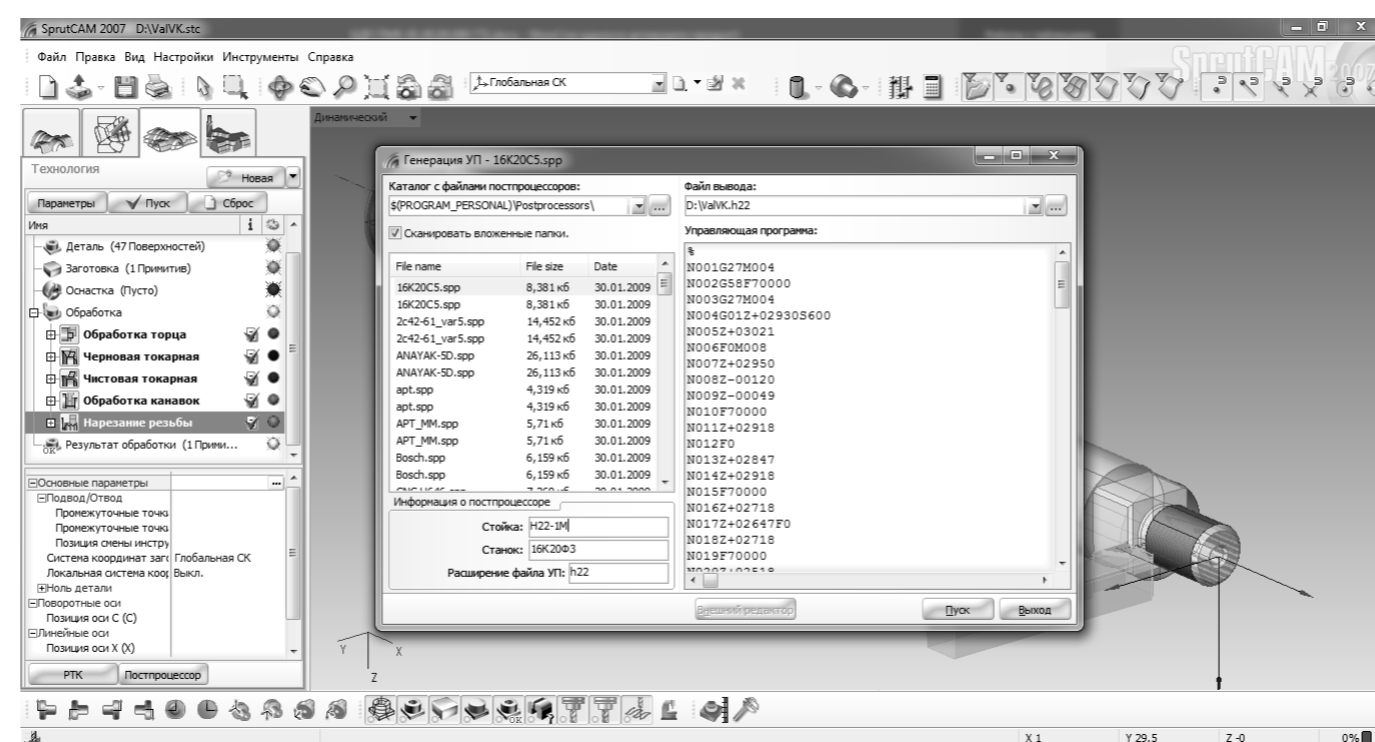 SprutCAM 2007 D:\ValVK.stc
Файл Правка Вид Настройки Инструменты Справка
Глобальная СК
SprutCAM 2007
Динамический
Технология
Новая
Параметры Пуск Сброс
Имя
Деталь (47 Поверхностей)
Заготовка (1 Примитив)
Оснастка (Пусто)
Обработка
Обработка торца
Черновая токарная
Чистовая токарная
Обработка канавок
Нарезание резьбы
Результат обработки (1 Прими...
Основные параметры ...
Подвод/Отвод
Промежуточные точки
Промежуточные точки
Позиция смены инстру
Система координат заго Глобальная СК
Локальная система коор Выкл.
Ноль детали
Поворотные оси
Позиция оси C (C)
Линейные оси
Позиция оси X (X)
РТК Постпроцессор
Генерация УП - 16K20C5.spp
Каталог с файлами постпроцессоров:
$(PROGRAM_PERSONAL)\Postprocessors\ ...
Сканировать вложенные папки.
File name File size Date
16K20C5.spp 8,381 кб 30.01.2009
16K20C5.spp 8,381 кб 30.01.2009
2c42-61_var5.spp 14,452 кб 30.01.2009
2c42-61_var5.spp 14,452 кб 30.01.2009
ANAYAK-5D.spp 26,113 кб 30.01.2009
ANAYAK-5D.spp 26,113 кб 30.01.2009
apt.spp 4,319 кб 30.01.2009
apt.spp 4,319 кб 30.01.2009
APT_MM.spp 5,71 кб 30.01.2009
APT_MM.spp 5,71 кб 30.01.2009
Bosch.spp 6,159 кб 30.01.2009
Bosch.spp 6,159 кб 30.01.2009
Информация о постпроцессоре
Стойка: H22-1M
Станок: 16K20Ф3
Расширение файла УП: h22
Файл вывода:
D:\ValVK.h22 ...
Управляющая программа:
%
N001G27M004
N002G58F70000
N003G27M004
N004G01Z+02930S600
N005Z+03021
N006F0M008
N007Z+02950
N008Z-00120
N009Z-00049
N010F70000
N011Z+02918
N012F0
N013Z+02847
N014Z+02918
N015F70000
N016Z+02718
N017Z+02647F0
N018Z+02718
N019F70000
N020Z+02518
Внешний редактор Пуск Выход
Y X
Z
X 1 Y 29.5 Z -0 0%